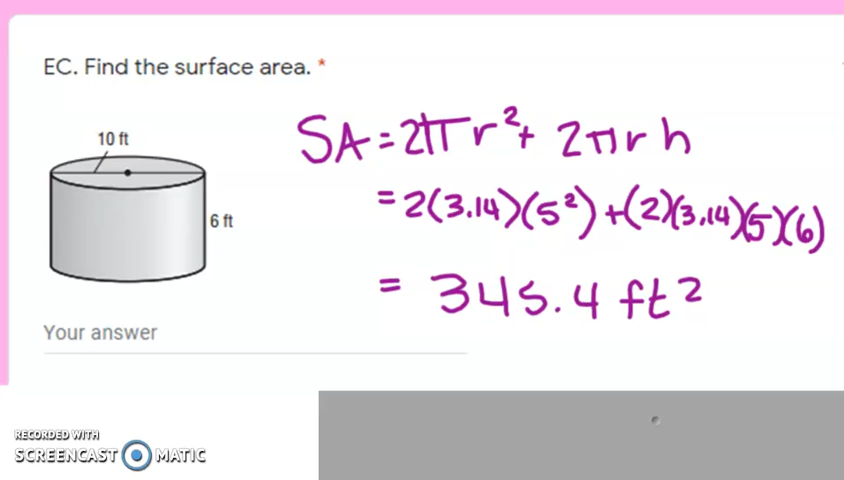 EC. Find the surface area. *
10 ft
6 ft
SA = 2πr² + 2πrh
= 2(3.14)(5²) + (2)(3.14)(5)(6)
= 345.4 ft²
Your answer
RECORDED WITH
SCREENCAST MATIC